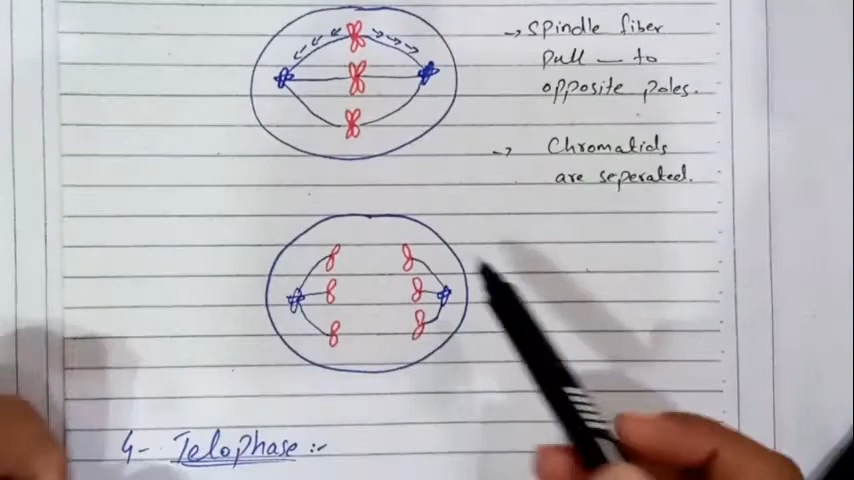 → Spindle fiber
pull — to
opposite poles.
→ Chromatids
are seperated.
4- Telophase :-